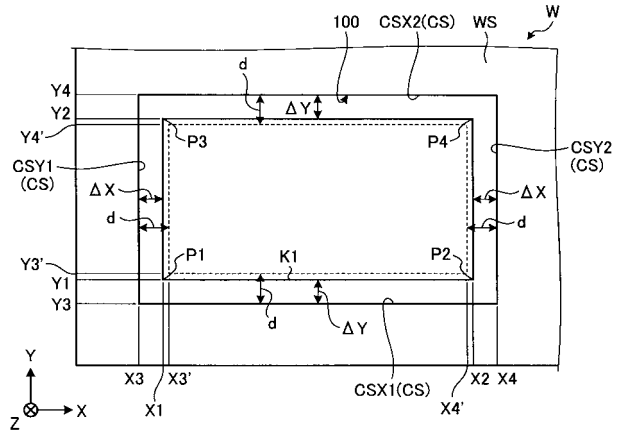 W
100
CSX2(CS)
WS
d
Y4
ΔY
Y2
Y4'
P3
P4
CSY1
(CS)
CSY2
(CS)
ΔX
ΔX
d
d
Y3'
P1
K1
P2
Y1
Y3
d
ΔY
CSX1(CS)
X3
X3'
X2
X4
X1
X4'
Y
Z
X